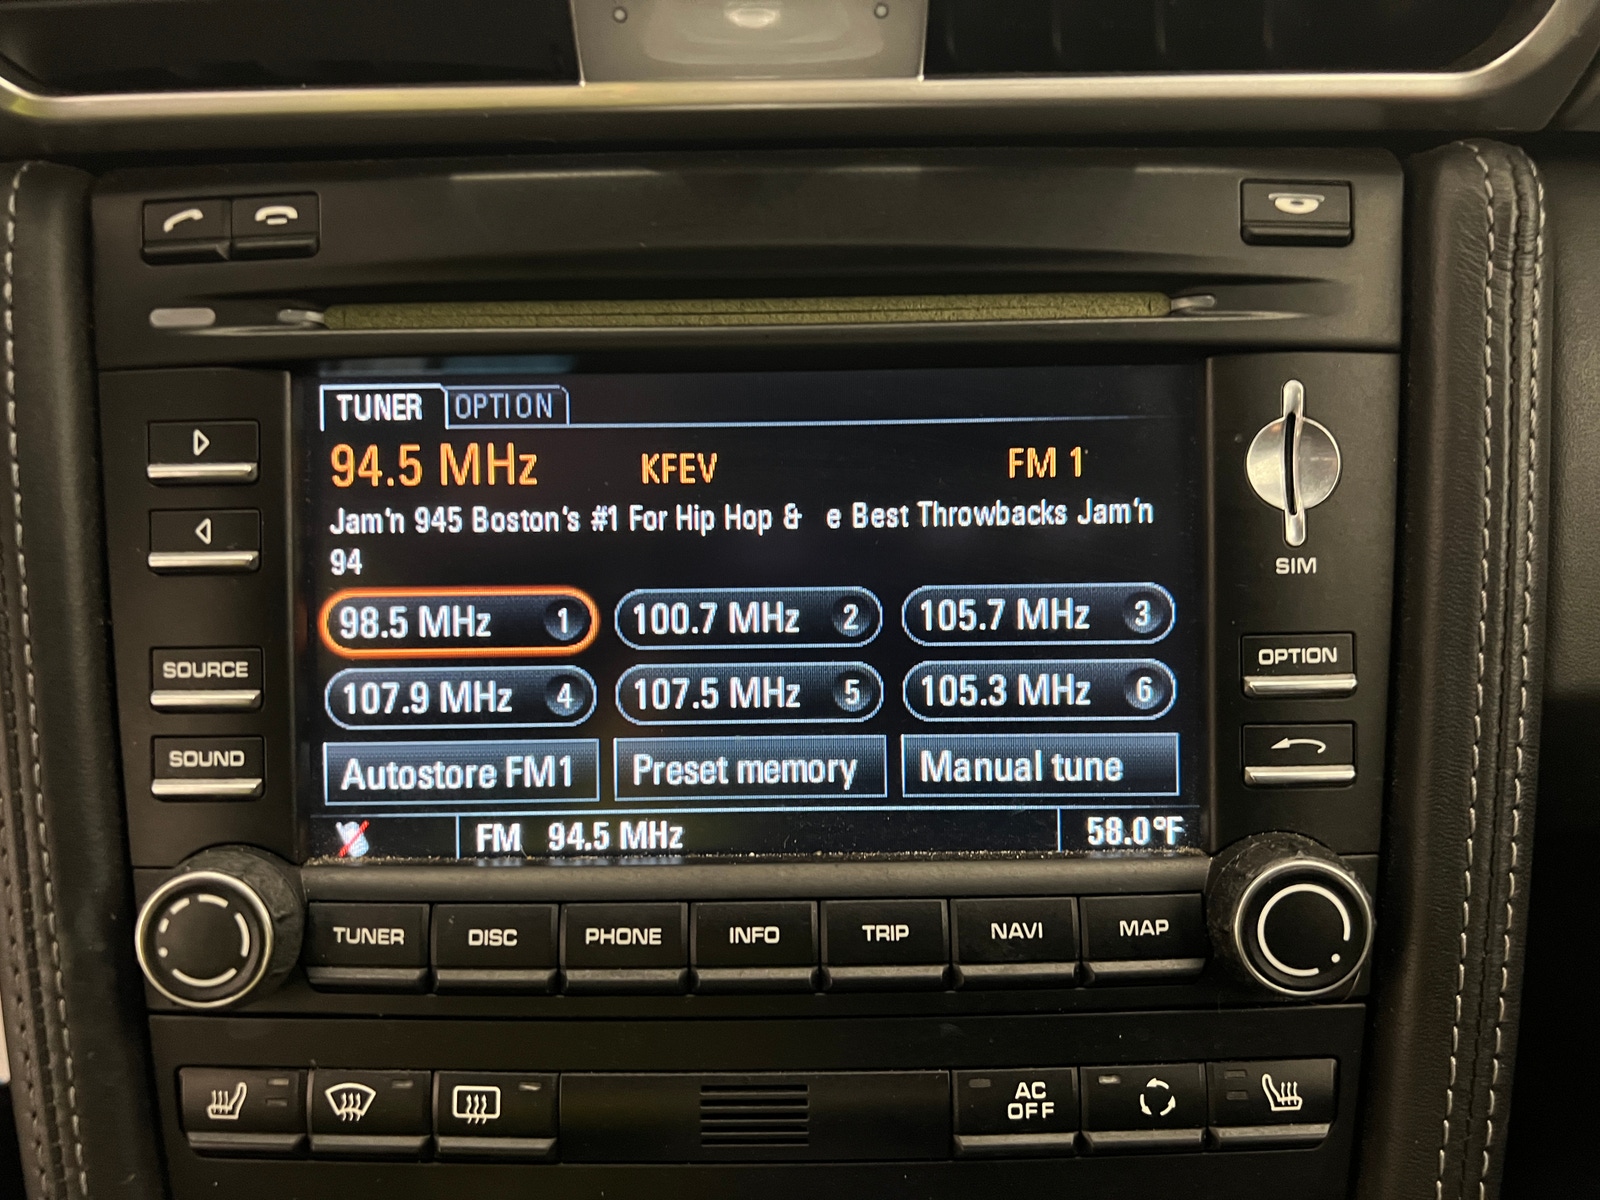 TUNER OPTION
94.5 MHz KFEV FM 1
Jam'n 945 Boston's #1 For Hip Hop & e Best Throwbacks Jam'n
94
98.5 MHz 1 100.7 MHz 2 105.7 MHz 3
107.9 MHz 4 107.5 MHz 5 105.3 MHz 6
Autostore FM1 Preset memory Manual tune
FM 94.5 MHz 58.0°F
SIM
SOURCE
SOUND
OPTION
TUNER DISC PHONE INFO TRIP NAVI MAP
AC
OFF